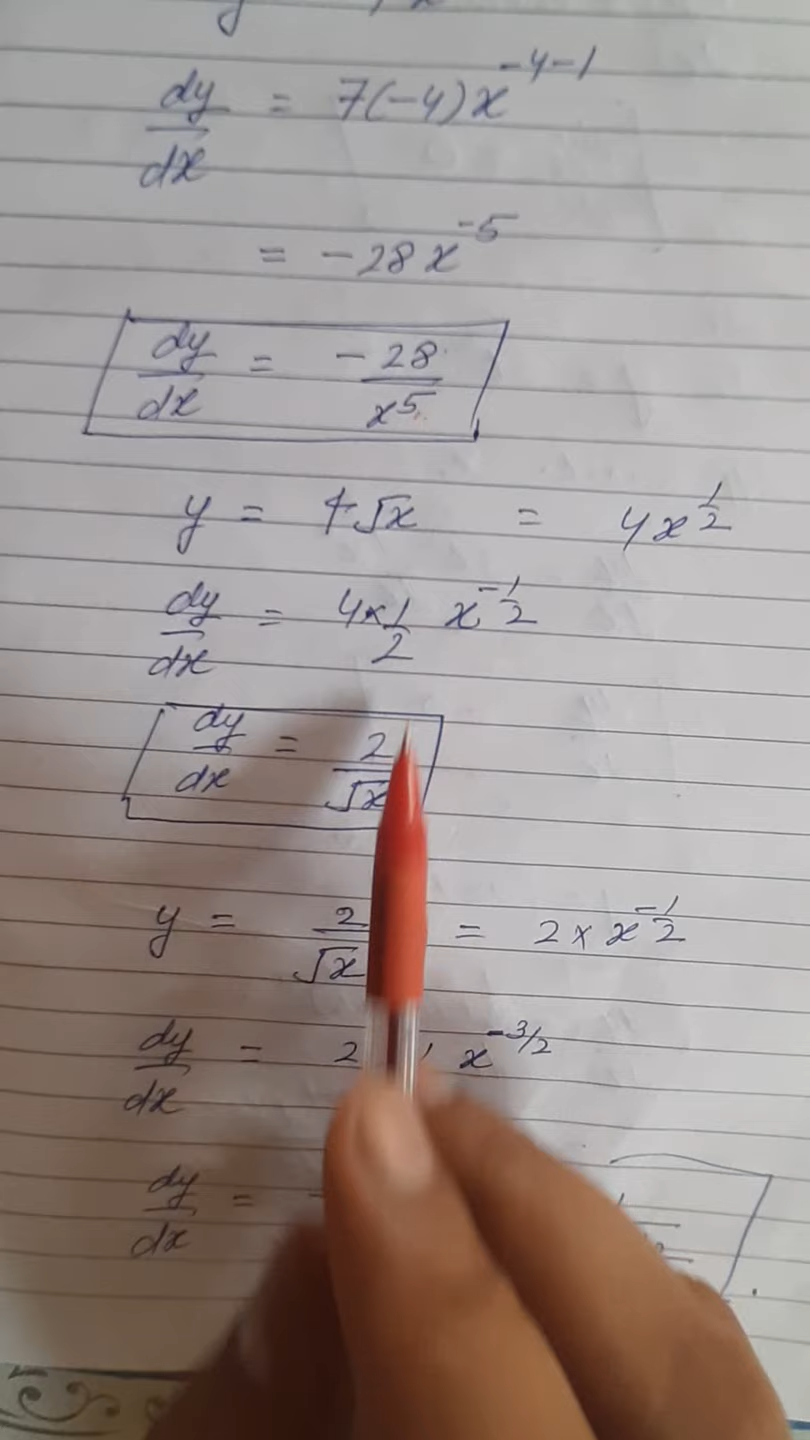 dy/dx = 7(-4)x^{-4-1}
= -28x^{-5}
dy/dx = -28/x^5
y = 4√x = 4x^{1/2}
dy/dx = 4×1/2 x^{-1/2}
dy/dx = 2/√x
y = 2/√x = 2 × x^{-1/2}
dy/dx = 2 x^{-3/2}
dy/dx = -